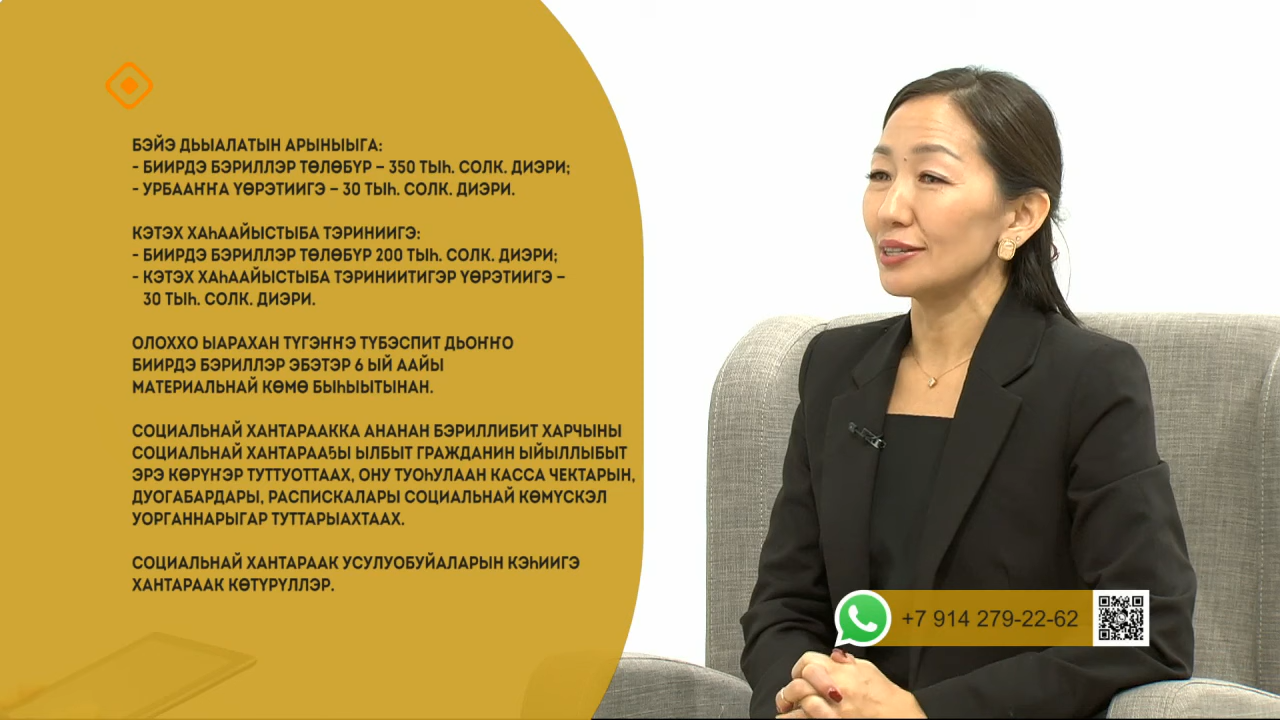 БЭЙЭ ДЬЫАЛАТЫН АРЫНЫЫГА:
- БИИРДЭ БЭРИЛЛЭР ТӨЛӨБҮР – 350 ТЫҺ. СОЛК. ДИЭРИ;
- УРБААҤҤА ҮӨРЭТИИГЭ – 30 ТЫҺ. СОЛК. ДИЭРИ.
КЭТЭХ ХАҺААЙЫСТЫБА ТЭРИНИИГЭ:
- БИИРДЭ БЭРИЛЛЭР ТӨЛӨБҮР 200 ТЫҺ. СОЛК. ДИЭРИ;
- КЭТЭХ ХАҺААЙЫСТЫБА ТЭРИНИИТИГЭР ҮӨРЭТИИГЭ –
30 ТЫҺ. СОЛК. ДИЭРИ.
ОЛОХХО ЫАРАХАН ТҮГЭҤҤЭ ТҮБЭСПИТ ДЬОҤҤО
БИИРДЭ БЭРИЛЛЭР ЭБЭТЭР 6 ЫЙ ААЙЫ
МАТЕРИАЛЬНАЙ КӨМӨ БЫҺЫЫТЫНАН.
СОЦИАЛЬНАЙ ХАНТАРААККА АНАНАН БЭРИЛЛИБИТ ХАРЧЫНЫ
СОЦИАЛЬНАЙ ХАНТАРААҔЫ ЫЛБЫТ ГРАЖДАНИН ЫЙЫЛЛЫБЫТ
ЭРЭ КӨРҮҤЭР ТУТТУОТТААХ, ОНУ ТУОҺУЛААН КАССА ЧЕКТАРЫН,
ДУОГАБАРДАРЫ, РАСПИСКАЛАРЫ СОЦИАЛЬНАЙ КӨМҮСКЭЛ
УОРГАННАРЫГАР ТУТТАРЫАХТААХ.
СОЦИАЛЬНАЙ ХАНТАРААК УСУЛУОБУЙАЛАРЫН КЭҺИИГЭ
ХАНТАРААК КӨТҮРҮЛЛЭР.
+7 914 279-22-62